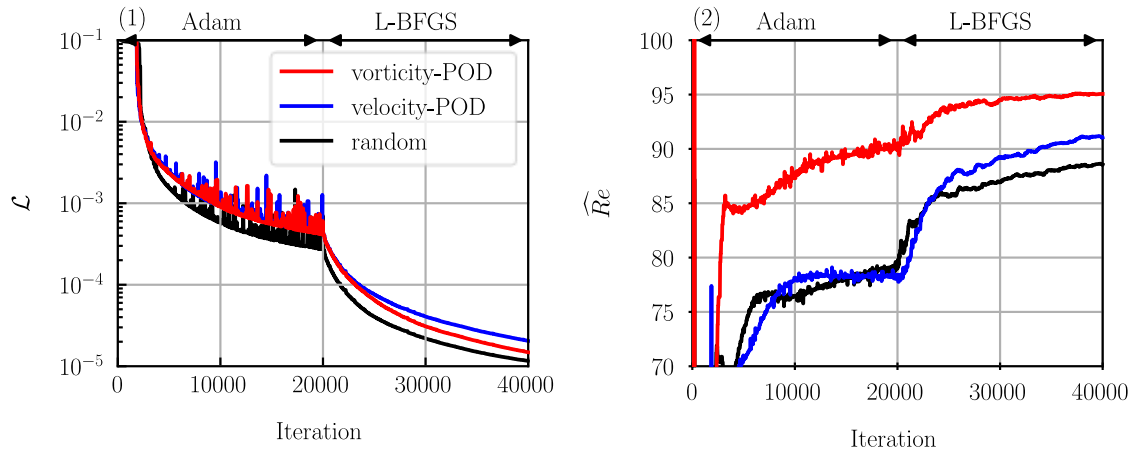 (1)
Adam
L-BFGS
10⁻¹
10⁻²
10⁻³
10⁻⁴
10⁻⁵
ℒ
vorticity-POD
velocity-POD
random
0
10000
20000
30000
40000
Iteration
(2)
Adam
L-BFGS
100
95
90
85
80
75
70
R̂e
0
10000
20000
30000
40000
Iteration